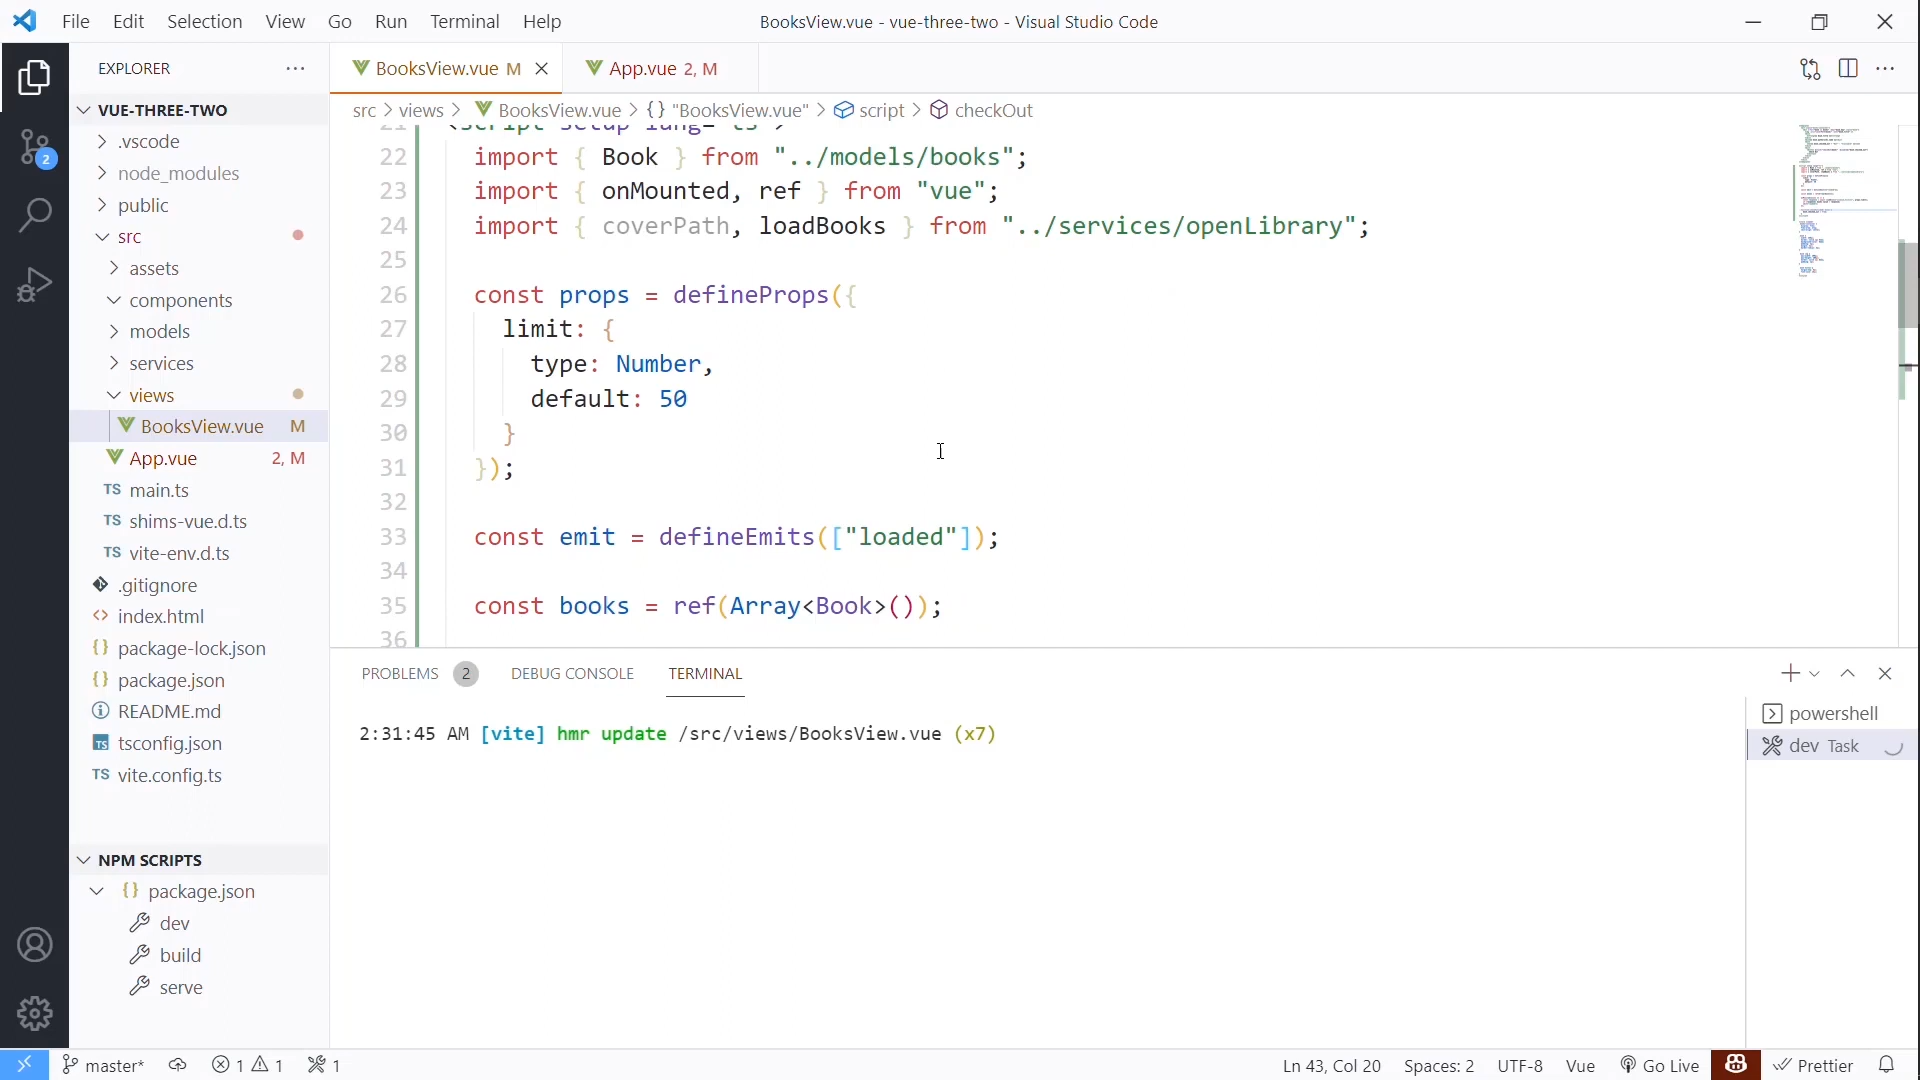 File Edit Selection View Go Run Terminal Help
BooksView.vue - vue-three-two - Visual Studio Code
EXPLORER
BooksView.vue M
App.vue 2, M
VUE-THREE-TWO
.vscode
node_modules
public
src
assets
components
models
services
views
BooksView.vue M
App.vue 2, M
main.ts
shims-vue.d.ts
vite-env.d.ts
.gitignore
index.html
package-lock.json
package.json
README.md
tsconfig.json
vite.config.ts
NPM SCRIPTS
package.json
dev
build
serve
src > views > BooksView.vue > {} "BooksView.vue" > script > checkOut
21 <script setup lang="ts">
22 import { Book } from "../models/books";
23 import { onMounted, ref } from "vue";
24 import { coverPath, loadBooks } from "../services/openLibrary";
25
26 const props = defineProps({
27 limit: {
28 type: Number,
29 default: 50
30 }
31 });
32
33 const emit = defineEmits(["loaded"]);
34
35 const books = ref(Array<Book>());
36
PROBLEMS 2 DEBUG CONSOLE TERMINAL
2:31:45 AM [vite] hmr update /src/views/BooksView.vue (x7)
powershell
dev Task
2
master* 1 1 1
Ln 43, Col 20 Spaces: 2 UTF-8 Vue Go Live Prettier